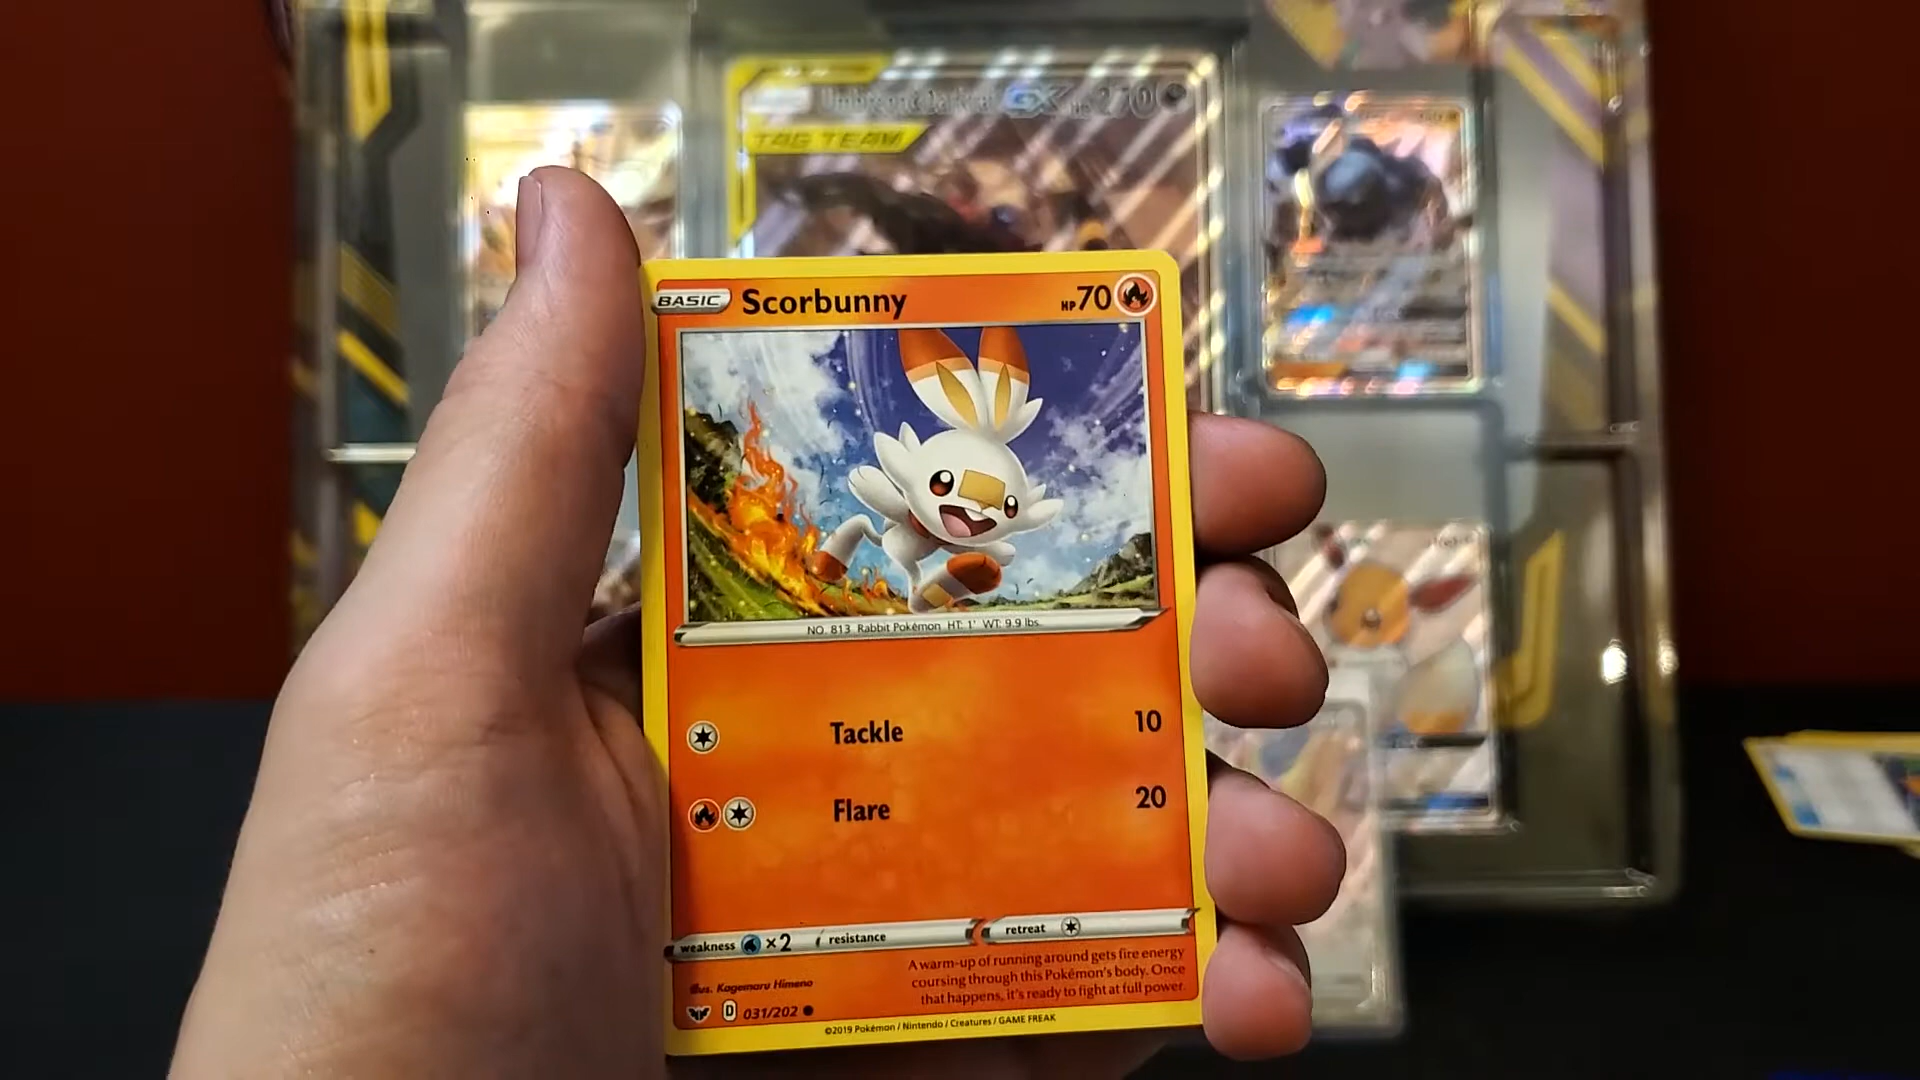 GX
270
TAG TEAM
BASIC Scorbunny HP 70
NO. 813 Rabbit Pokémon HT: 1' WT: 9.9 lbs.
Tackle 10
Flare 20
weakness ×2 resistance retreat
A warm-up of running around gets fire energy
coursing through this Pokémon's body. Once
that happens, it's ready to fight at full power.
illus. Kagemaru Himeno
D 031/202
©2019 Pokémon / Nintendo / Creatures / GAME FREAK